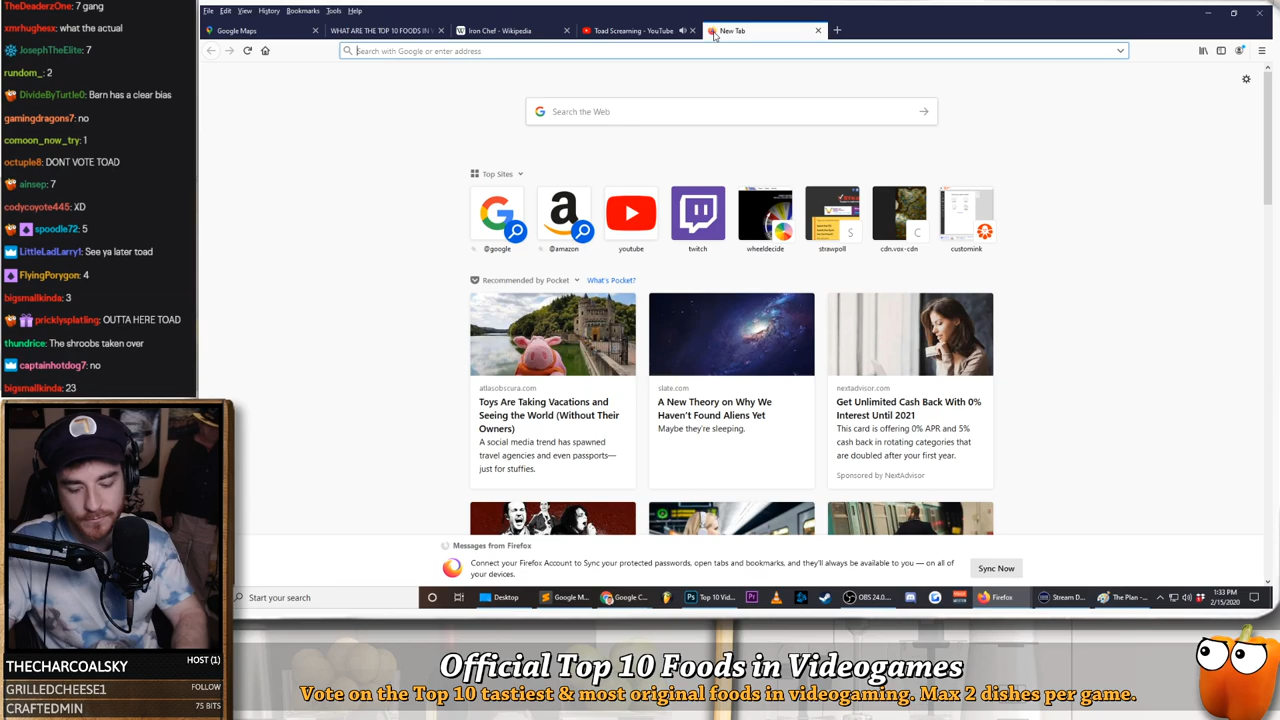 TheDeaderzOne: 7 gang
xmrhughesx: what the actual
JosephTheElite: 7
rundom_: 2
DivideByTurtle0: Barn has a clear bias
gamingdragons7: no
comoon_now_try: 1
octuple8: DONT VOTE TOAD
ainsep: 7
codycoyote445: XD
spoodle72: 5
LittleLadLarry1: See ya later toad
FlyingPorygon: 4
bigsmallkinda: 3
pricklysplatling: OUTTA HERE TOAD
thundrice: The shroobs taken over
captainhotdog7: no
bigsmallkinda: 23
File Edit View History Bookmarks Tools Help
Google Maps
WHAT ARE THE TOP 10 FOODS IN
Iron Chef - Wikipedia
Toad Screaming - YouTube
New Tab
Search with Google or enter address
Search the Web
Top Sites
@google
@amazon
youtube
twitch
wheeldecide
S
strawpoll
C
cdn.vox-cdn
customink
Recommended by Pocket
What's Pocket?
atlasobscura.com
Toys Are Taking Vacations and
Seeing the World (Without Their
Owners)
A social media trend has spawned
travel agencies and even passports—
just for stuffies.
slate.com
A New Theory on Why We
Haven't Found Aliens Yet
Maybe they're sleeping.
nextadvisor.com
Get Unlimited Cash Back With 0%
Interest Until 2021
This card is offering 0% APR and 5%
cash back in rotating categories that
are doubled after your first year.
Sponsored by NextAdvisor
Messages from Firefox
Connect your Firefox Account to Sync your protected passwords, open tabs and bookmarks, and they'll always be available to you — on all of
your devices.
Sync Now
Start your search
Desktop
Google M...
Google C...
Top 10 Vid...
OBS 24.0....
Firefox
Stream D...
The Plan -...
1:33 PM
2/15/2020
THECHARCOALSKY
HOST (1)
GRILLEDCHEESE1
FOLLOW
CRAFTEDMIN
75 BITS
Official Top 10 Foods in Videogames
Vote on the Top 10 tastiest & most original foods in videogaming. Max 2 dishes per game.